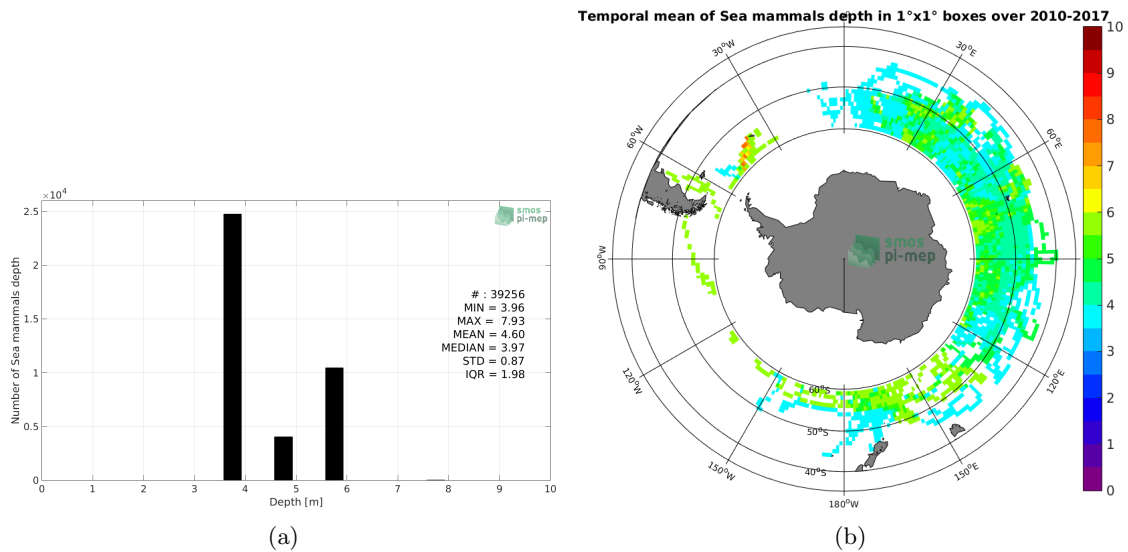 ×10⁴
2.5
2
1.5
1
0.5
0
Number of Sea mammals depth
smos
pi-mep
# : 39256
MIN = 3.96
MAX = 7.93
MEAN = 4.60
MEDIAN = 3.97
STD = 0.87
IQR = 1.98
0 1 2 3 4 5 6 7 8 9 10
Depth [m]
(a)
Temporal mean of Sea mammals depth in 1°x1° boxes over 2010-2017
0°
30°W
30°E
60°W
60°E
90°W
smos
pi-mep
120°W
120°E
60°S
50°S
40°S
150°W
150°E
180°W
10
9
8
7
6
5
4
3
2
1
0
(b)